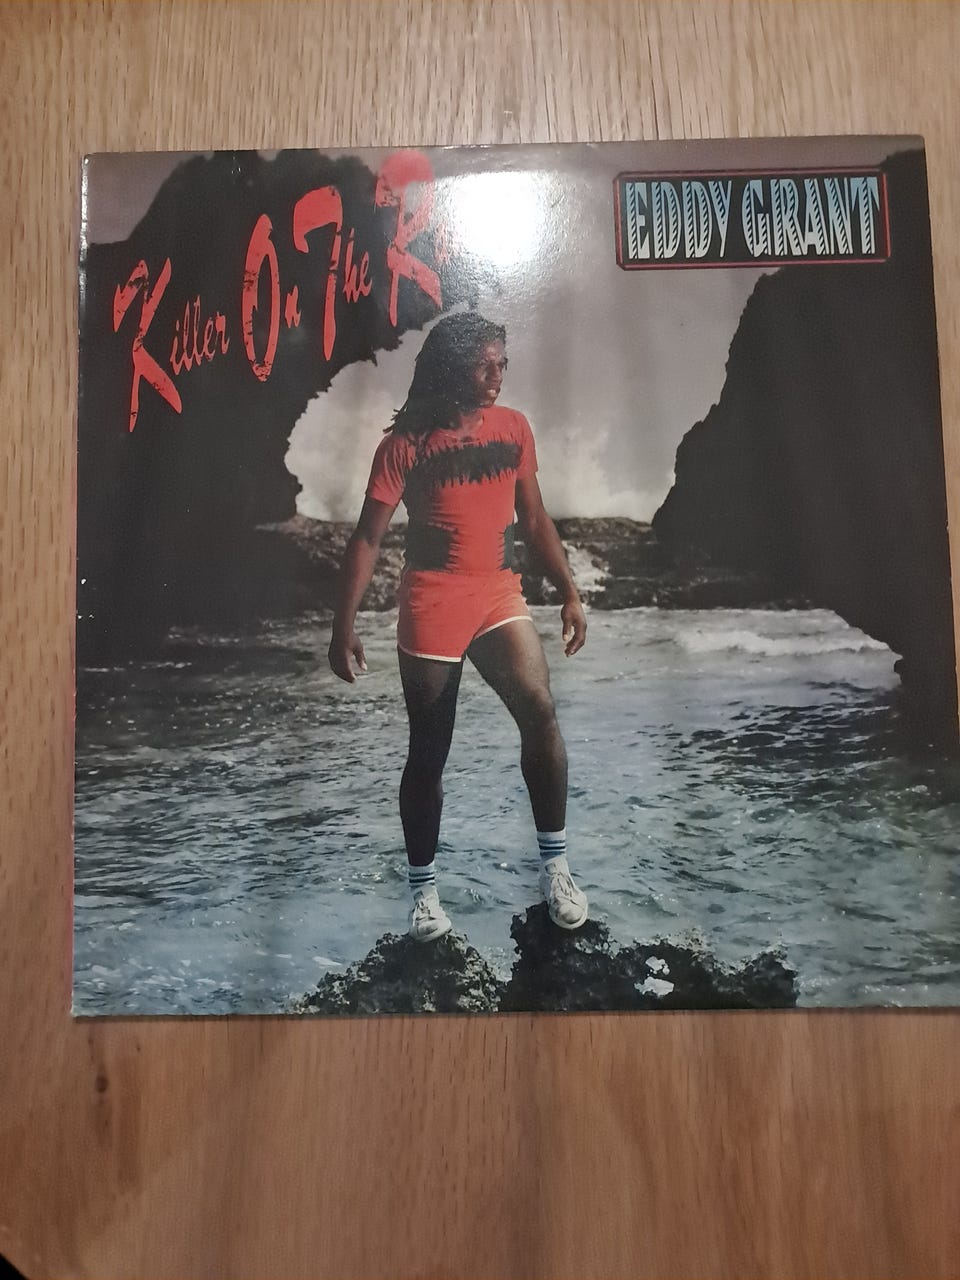 Killer On The
EDDY GRANT